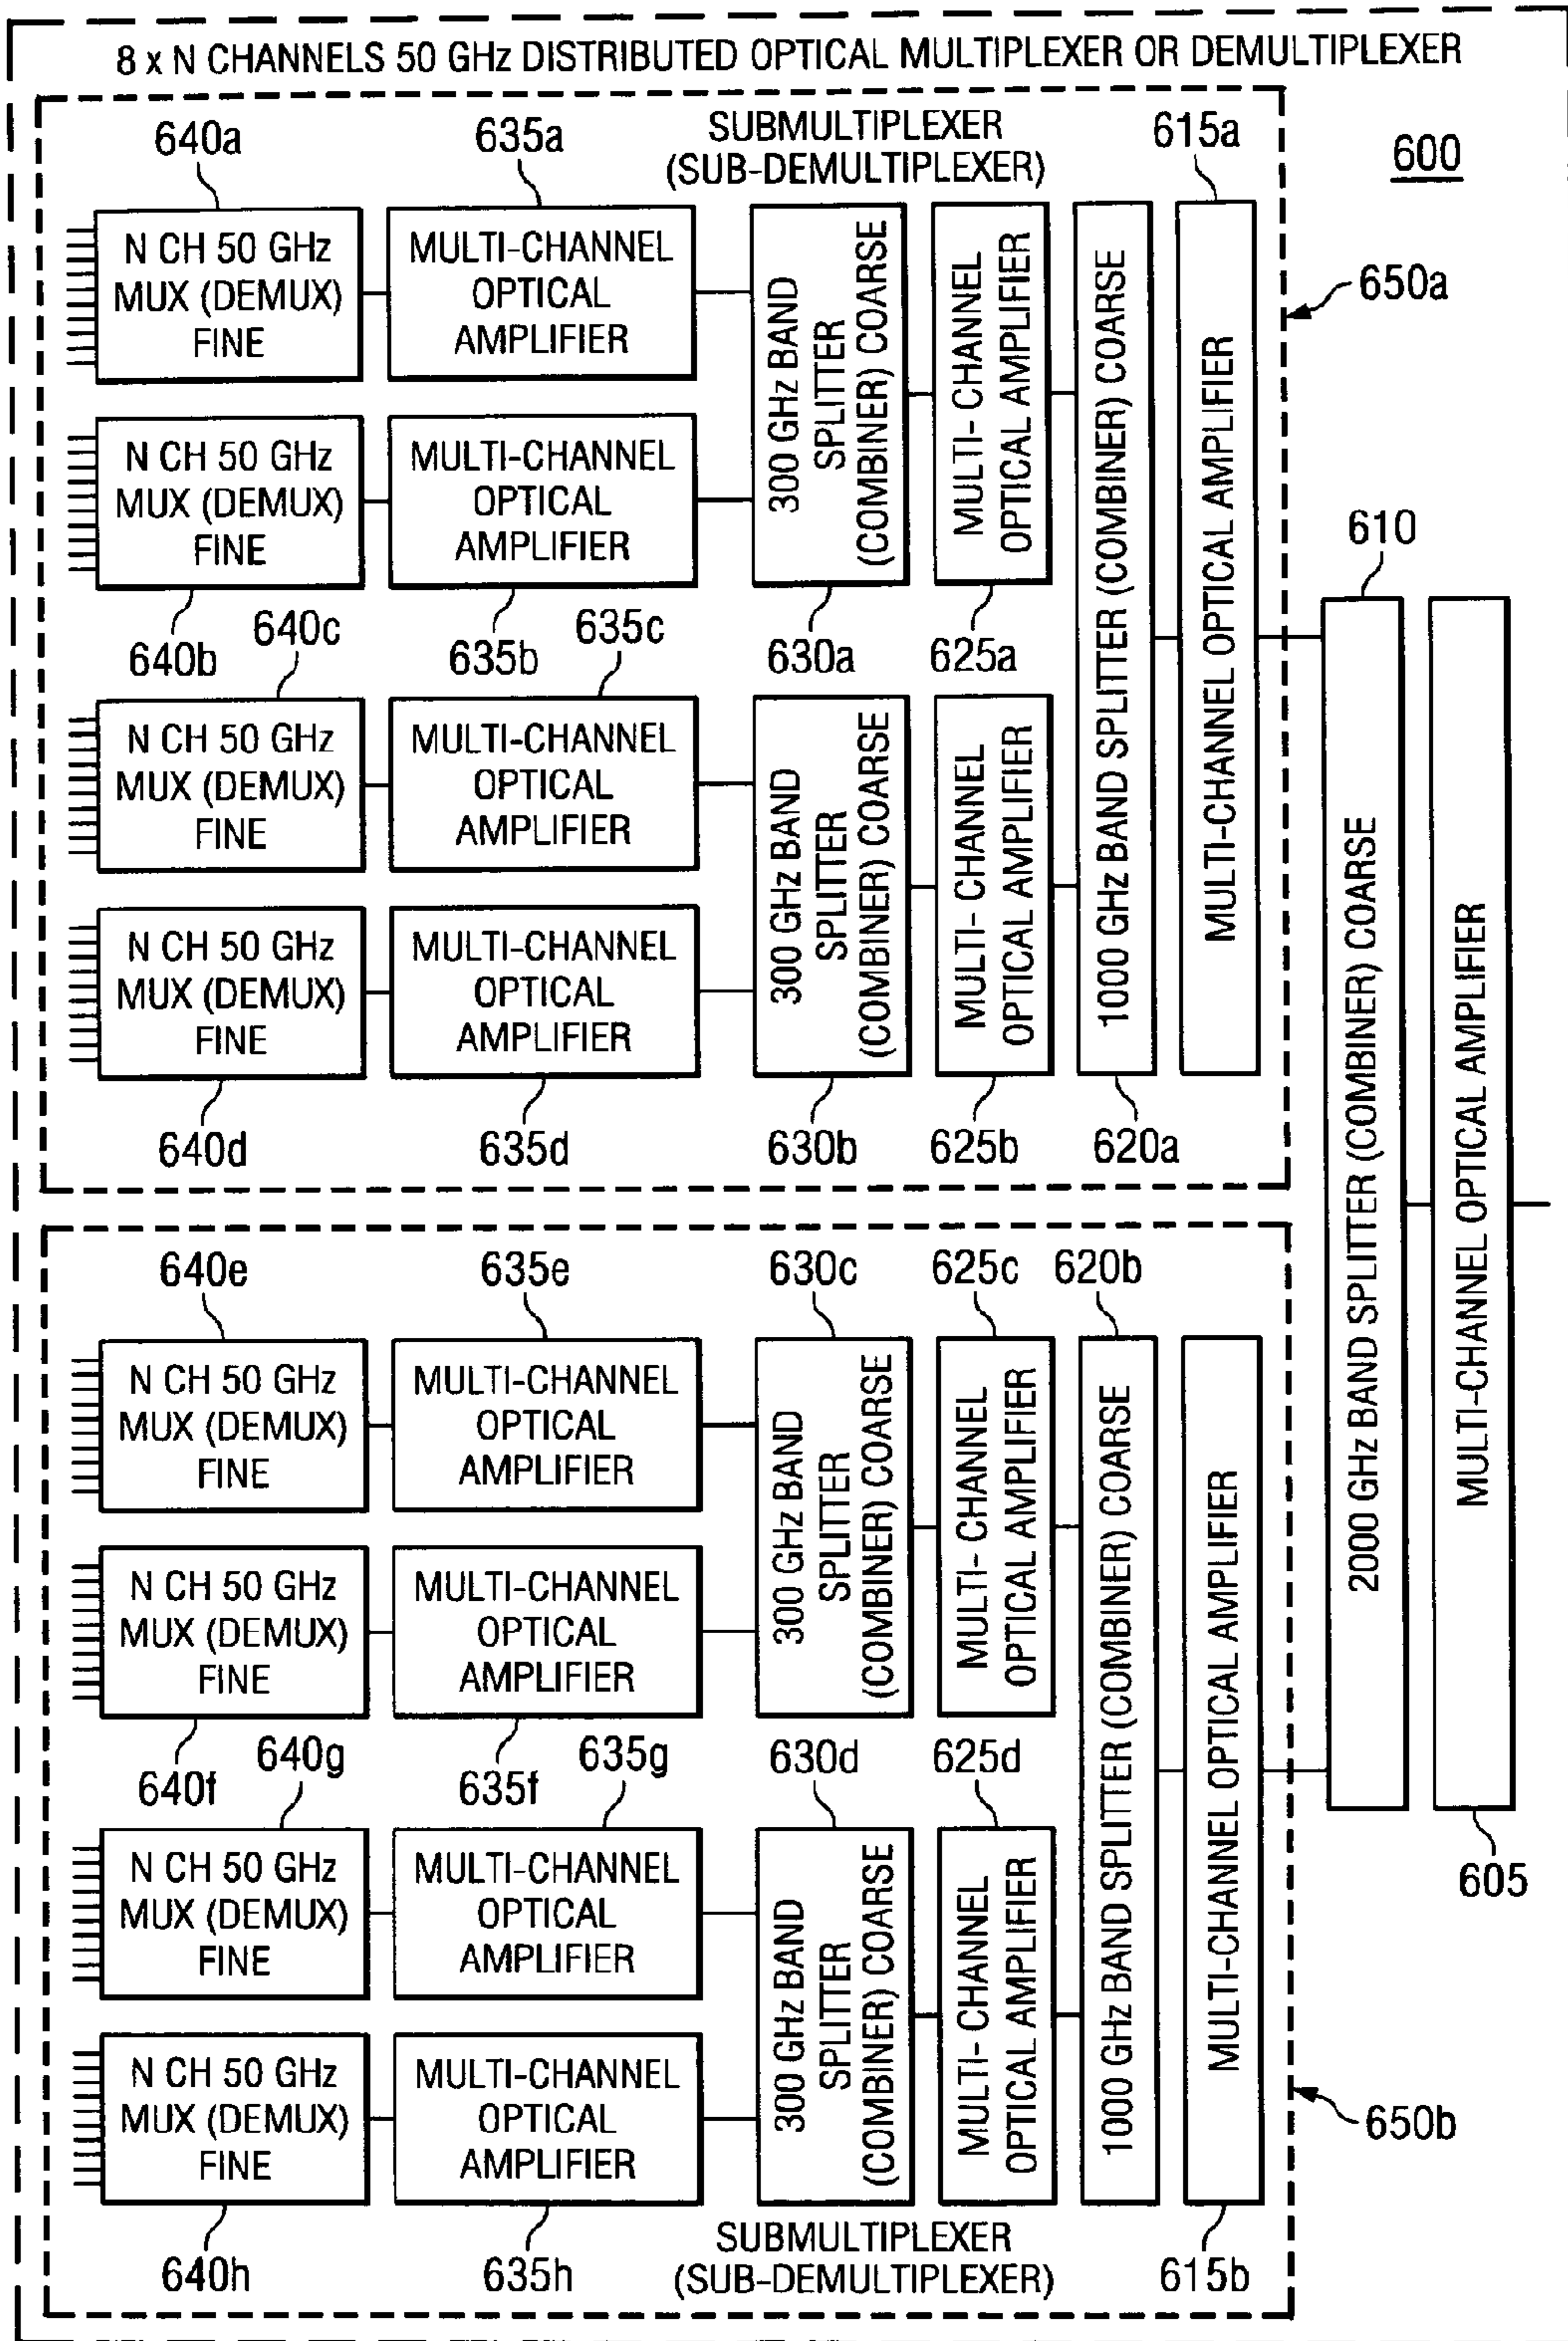 8 x N CHANNELS 50 GHz DISTRIBUTED OPTICAL MULTIPLEXER OR DEMULTIPLEXER
600
SUBMULTIPLEXER
(SUB-DEMULTIPLEXER)
640a
635a
615a
650a
N CH 50 GHz
MUX (DEMUX)
FINE
MULTI-CHANNEL
OPTICAL
AMPLIFIER
N CH 50 GHz
MUX (DEMUX)
FINE
MULTI-CHANNEL
OPTICAL
AMPLIFIER
300 GHz BAND
SPLITTER
(COMBINER) COARSE
MULTI- CHANNEL
OPTICAL AMPLIFIER
1000 GHz BAND SPLITTER (COMBINER) COARSE
MULTI-CHANNEL OPTICAL AMPLIFIER
640b
640c
635b
635c
630a
625a
610
N CH 50 GHz
MUX (DEMUX)
FINE
MULTI-CHANNEL
OPTICAL
AMPLIFIER
N CH 50 GHz
MUX (DEMUX)
FINE
MULTI-CHANNEL
OPTICAL
AMPLIFIER
300 GHz BAND
SPLITTER
(COMBINER) COARSE
MULTI- CHANNEL
OPTICAL AMPLIFIER
640d
635d
630b
625b
620a
2000 GHz BAND SPLITTER (COMBINER) COARSE
MULTI-CHANNEL OPTICAL AMPLIFIER
640e
635e
630c
625c
620b
N CH 50 GHz
MUX (DEMUX)
FINE
MULTI-CHANNEL
OPTICAL
AMPLIFIER
N CH 50 GHz
MUX (DEMUX)
FINE
MULTI-CHANNEL
OPTICAL
AMPLIFIER
300 GHz BAND
SPLITTER
(COMBINER) COARSE
MULTI- CHANNEL
OPTICAL AMPLIFIER
1000 GHz BAND SPLITTER (COMBINER) COARSE
MULTI-CHANNEL OPTICAL AMPLIFIER
640f
640g
635f
635g
630d
625d
605
N CH 50 GHz
MUX (DEMUX)
FINE
MULTI-CHANNEL
OPTICAL
AMPLIFIER
N CH 50 GHz
MUX (DEMUX)
FINE
MULTI-CHANNEL
OPTICAL
AMPLIFIER
300 GHz BAND
SPLITTER
(COMBINER) COARSE
MULTI- CHANNEL
OPTICAL AMPLIFIER
650b
640h
635h
SUBMULTIPLEXER
(SUB-DEMULTIPLEXER)
615b